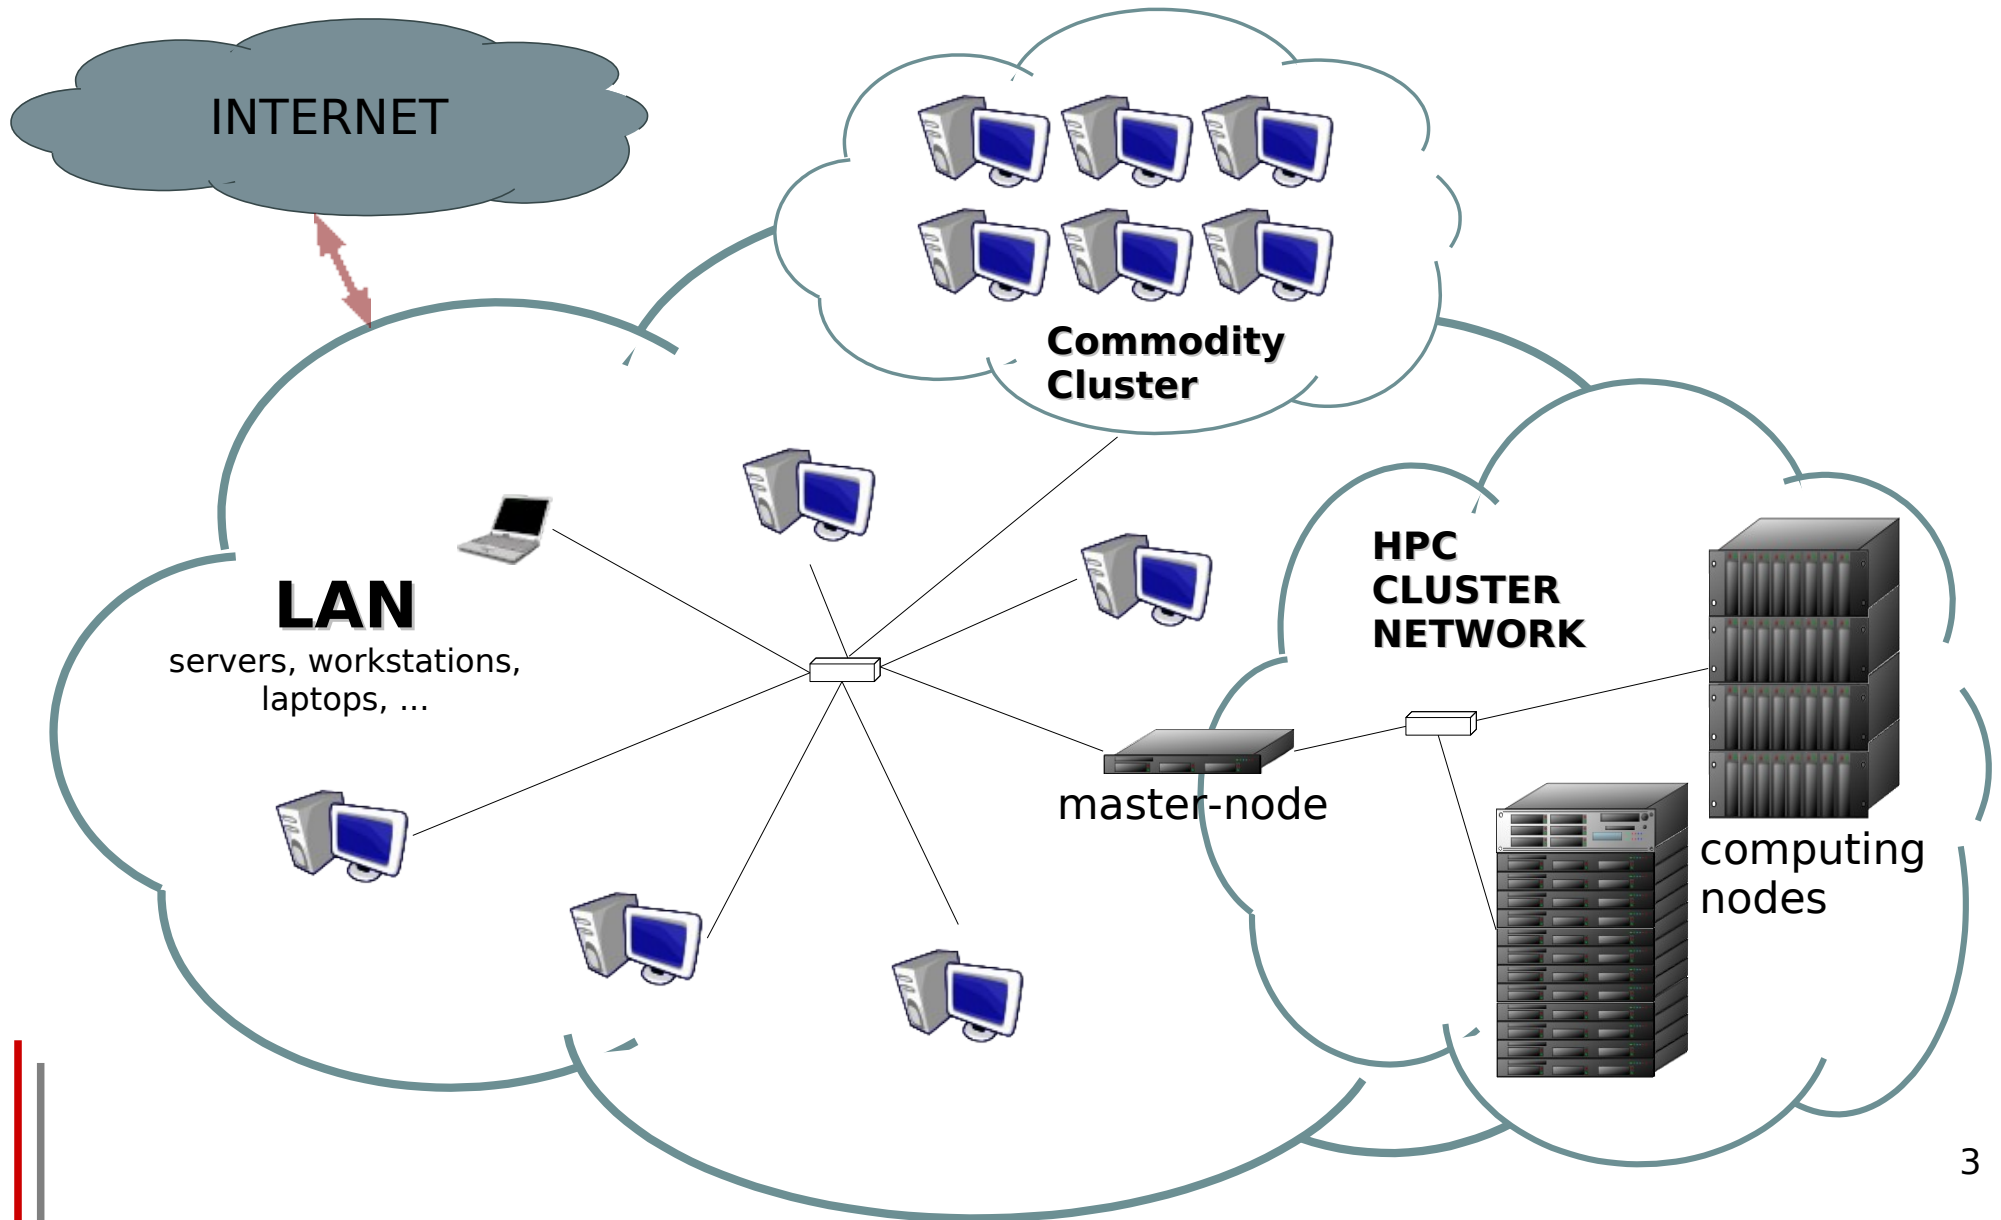 INTERNET
Commodity
Cluster
HPC
CLUSTER
NETWORK
LAN
servers, workstations,
laptops, ...
master-node
computing
nodes
3